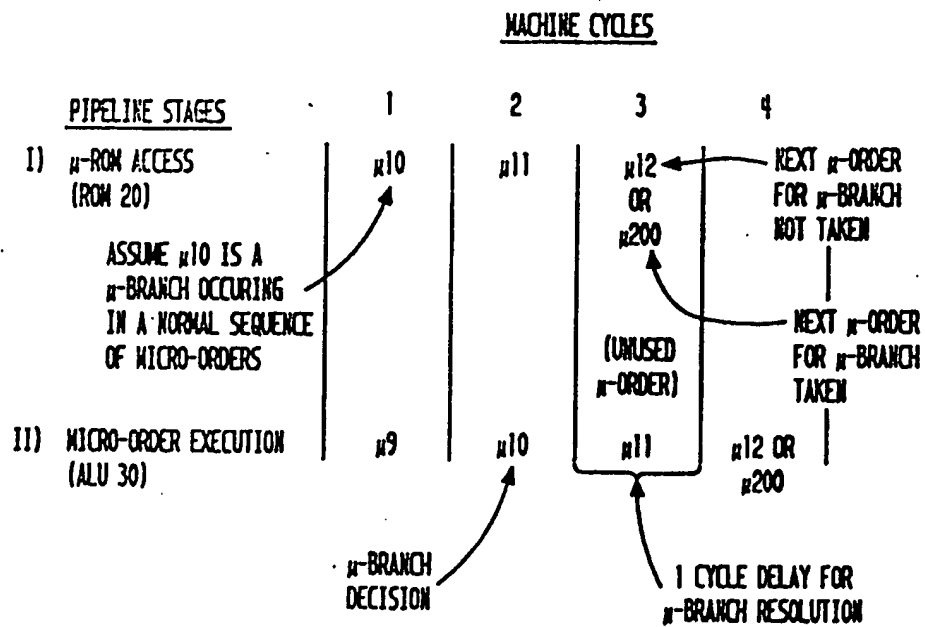 MACHINE CYCLES
PIPELINE STAGES 1 2 3 4
I) μ-ROM ACCESS
(ROM 20)
μ10
μ11
μ12
OR
μ200
NEXT μ-ORDER
FOR μ-BRANCH
NOT TAKEN
ASSUME μ10 IS A
μ-BRANCH OCCURING
IN A NORMAL SEQUENCE
OF MICRO-ORDERS
(UNUSED
μ-ORDER)
NEXT μ-ORDER
FOR μ-BRANCH
TAKEN
II) MICRO-ORDER EXECUTION
(ALU 30)
μ9
μ10
μ11
μ12 OR
μ200
μ-BRANCH
DECISION
1 CYCLE DELAY FOR
μ-BRANCH RESOLUTION